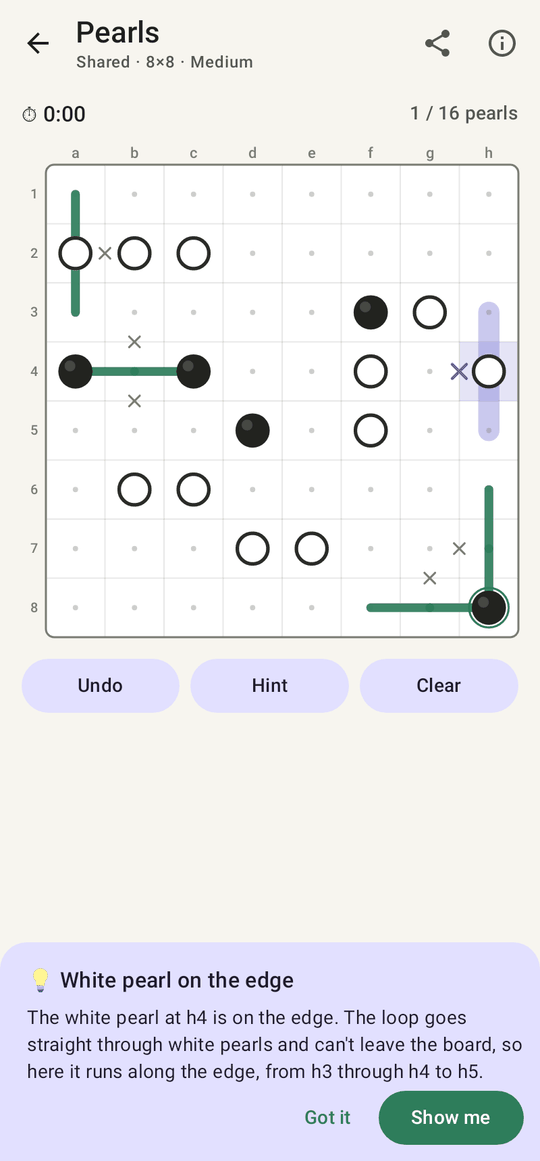 Pearls
Shared · 8×8 · Medium
0:00
1 / 16 pearls
a b c d e f g h
1
2
3
4
5
6
7
8
Undo
Hint
Clear
White pearl on the edge
The white pearl at h4 is on the edge. The loop goes
straight through white pearls and can't leave the board, so
here it runs along the edge, from h3 through h4 to h5.
Got it
Show me